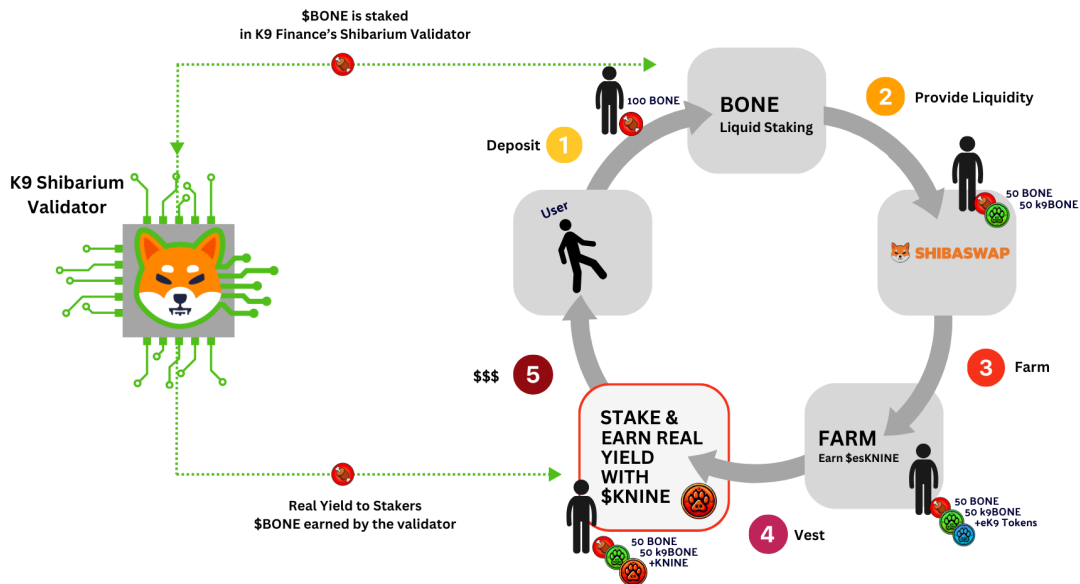 $BONE is staked
in K9 Finance's Shibarium Validator
100 BONE
BONE
Liquid Staking
2
Provide Liquidity
Deposit
1
K9 Shibarium
Validator
User
50 BONE
50 k9BONE
SHIBASWAP
$$$
5
3
Farm
STAKE &
EARN REAL
YIELD
WITH
$KNINE
FARM
Earn $esKNINE
50 BONE
50 k9BONE
+eK9 Tokens
Real Yield to Stakers
$BONE earned by the validator
4
Vest
50 BONE
50 k9BONE
+KNINE